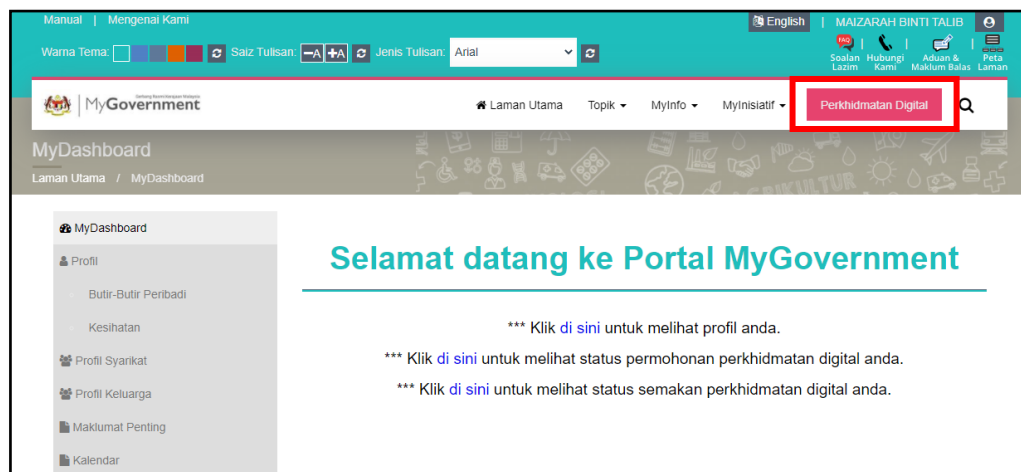 Manual | Mengenai Kami
English | MAIZARAH BINTI TALIB
Warna Tema: Saiz Tulisan: A A Jenis Tulisan: Arial
FAQ
Soalan Lazim | Hubungi Kami | Aduan & Maklum Balas | Peta Laman
MyGovernment
Laman Utama Topik MyInfo MyInisiatif Perkhidmatan Digital
MyDashboard
Laman Utama / MyDashboard
IKULTUR
MyDashboard
Profil
Butir-Butir Peribadi
Kesihatan
Profil Syarikat
Profil Keluarga
Maklumat Penting
Kalendar
Selamat datang ke Portal MyGovernment
*** Klik di sini untuk melihat profil anda.
*** Klik di sini untuk melihat status permohonan perkhidmatan digital anda.
*** Klik di sini untuk melihat status semakan perkhidmatan digital anda.